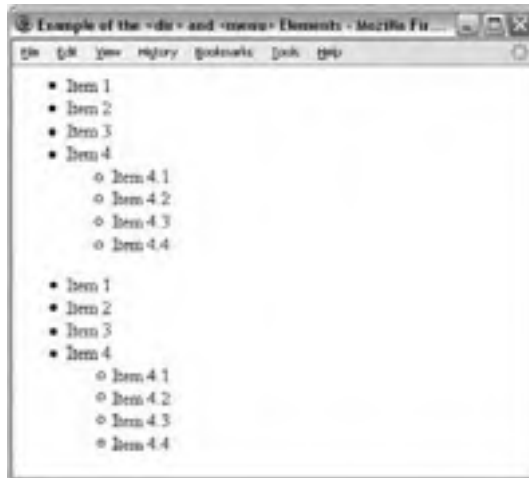 Example of the <dir> and <menu> Elements - Mozilla Fir...
File Edit View History Bookmarks Tools Help
Item 1
Item 2
Item 3
Item 4
Item 4.1
Item 4.2
Item 4.3
Item 4.4
Item 1
Item 2
Item 3
Item 4
Item 4.1
Item 4.2
Item 4.3
Item 4.4